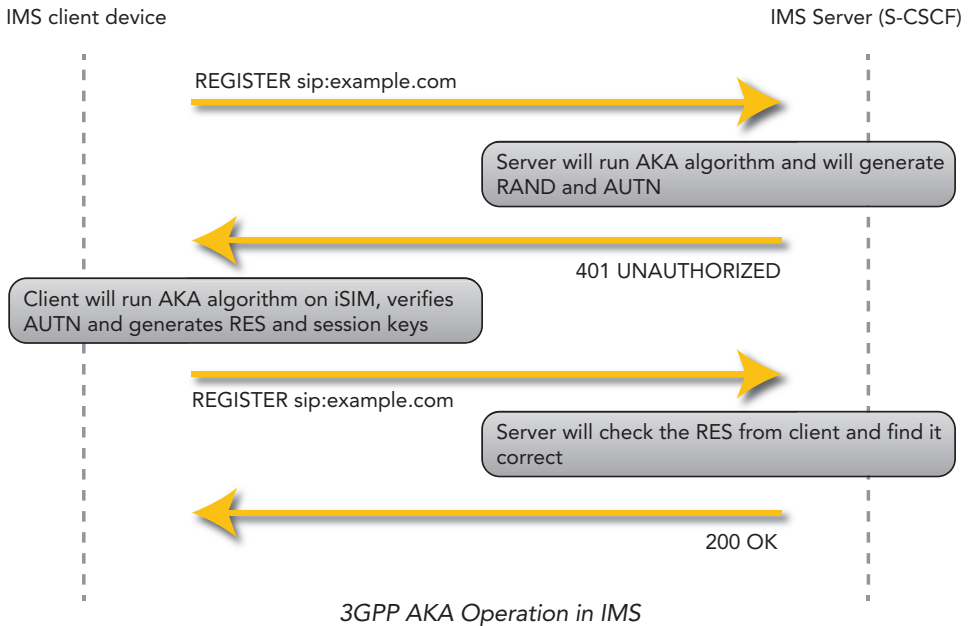 IMS client device
IMS Server (S-CSCF)
REGISTER sip:example.com
Server will run AKA algorithm and will generate
RAND and AUTN
401 UNAUTHORIZED
Client will run AKA algorithm on iSIM, verifies
AUTN and generates RES and session keys
REGISTER sip:example.com
Server will check the RES from client and find it
correct
200 OK
3GPP AKA Operation in IMS